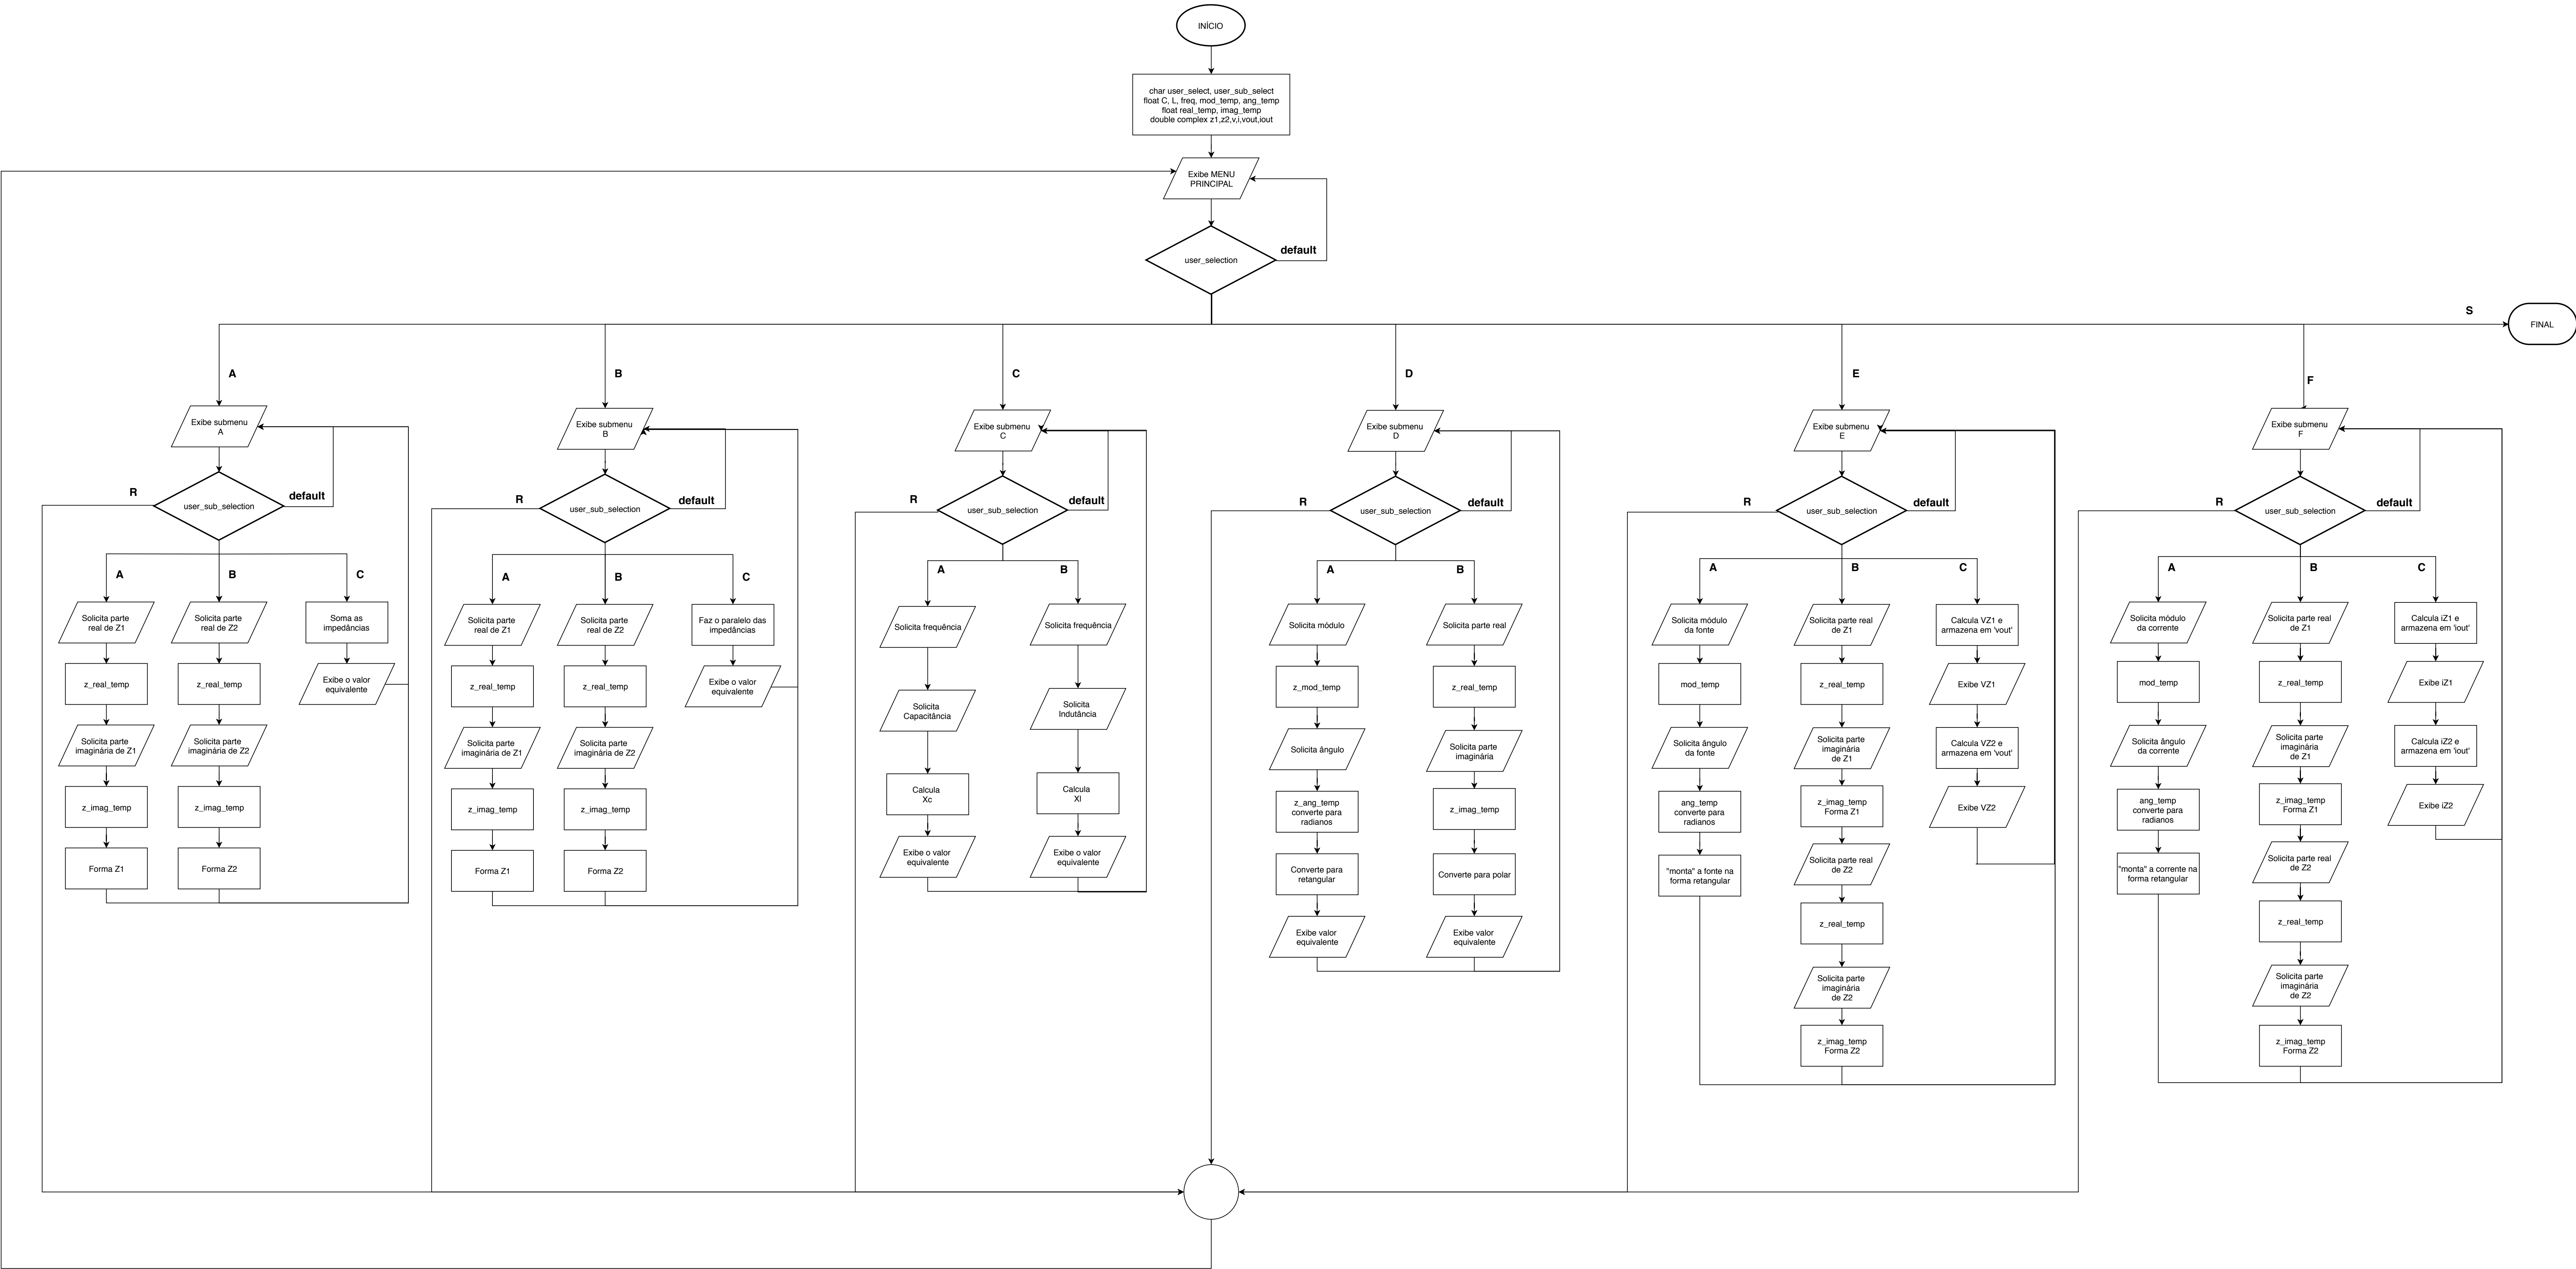 INÍCIO
char user_select, user_sub_select
float C, L, freq, mod_temp, ang_temp
float real_temp, imag_temp
double complex z1,z2,v,i,vout,iout
Exibe MENU
PRINCIPAL
user_selection
default
S
FINAL
A
Exibe submenu
A
user_sub_selection
R
default
A
Solicita parte
real de Z1
z_real_temp
Solicita parte
imaginária de Z1
z_imag_temp
Forma Z1
B
Solicita parte
real de Z2
z_real_temp
Solicita parte
imaginária de Z2
z_imag_temp
Forma Z2
C
Soma as
impedâncias
Exibe o valor
equivalente
B
Exibe submenu
B
user_sub_selection
R
default
A
Solicita parte
real de Z1
z_real_temp
Solicita parte
imaginária de Z1
z_imag_temp
Forma Z1
B
Solicita parte
real de Z2
z_real_temp
Solicita parte
imaginária de Z2
z_imag_temp
Forma Z2
C
Faz o paralelo das
impedâncias
Exibe o valor
equivalente
C
Exibe submenu
C
user_sub_selection
R
default
A
Solicita frequência
Solicita
Capacitância
Calcula
Xc
Exibe o valor
equivalente
B
Solicita frequência
Solicita
Indutância
Calcula
Xl
Exibe o valor
equivalente
D
Exibe submenu
D
user_sub_selection
R
default
A
Solicita módulo
z_mod_temp
Solicita ângulo
z_ang_temp
converte para
radianos
Converte para
retangular
Exibe valor
equivalente
B
Solicita parte real
z_real_temp
Solicita parte
imaginária
z_imag_temp
Converte para polar
Exibe valor
equivalente
E
Exibe submenu
E
user_sub_selection
R
default
A
Solicita módulo
da fonte
mod_temp
Solicita ângulo
da fonte
ang_temp
converte para
radianos
"monta" a fonte na
forma retangular
B
Solicita parte real
de Z1
z_real_temp
Solicita parte
imaginária
de Z1
z_imag_temp
Forma Z1
Solicita parte real
de Z2
z_real_temp
Solicita parte
imaginária
de Z2
z_imag_temp
Forma Z2
C
Calcula VZ1 e
armazena em 'vout'
Exibe VZ1
Calcula VZ2 e
armazena em 'vout'
Exibe VZ2
F
Exibe submenu
F
user_sub_selection
R
default
A
Solicita módulo
da corrente
mod_temp
Solicita ângulo
da corrente
ang_temp
converte para
radianos
"monta" a corrente na
forma retangular
B
Solicita parte real
de Z1
z_real_temp
Solicita parte
imaginária
de Z1
z_imag_temp
Forma Z1
Solicita parte real
de Z2
z_real_temp
Solicita parte
imaginária
de Z2
z_imag_temp
Forma Z2
C
Calcula iZ1 e
armazena em 'iout'
Exibe iZ1
Calcula iZ2 e
armazena em 'iout'
Exibe iZ2